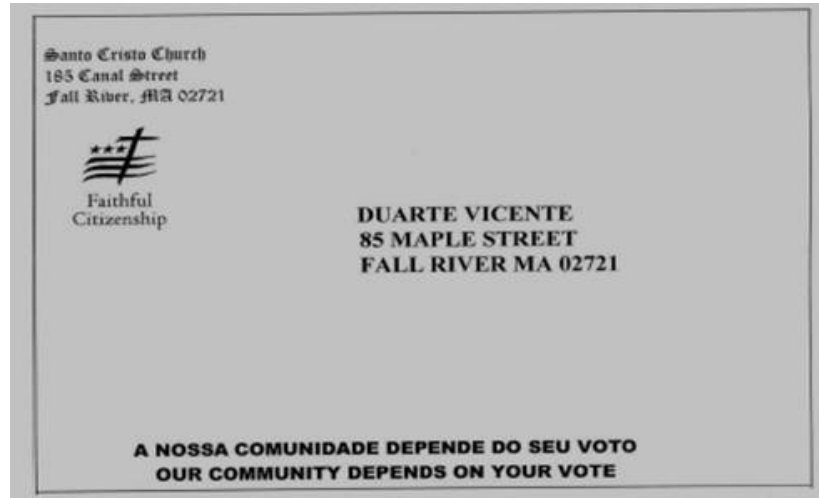 Santo Cristo Church
185 Canal Street
Fall River, MA 02721
Faithful
Citizenship
DUARTE VICENTE
85 MAPLE STREET
FALL RIVER MA 02721
A NOSSA COMUNIDADE DEPENDE DO SEU VOTO
OUR COMMUNITY DEPENDS ON YOUR VOTE